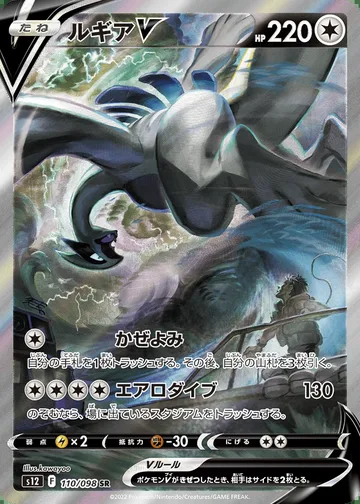 たね ルギアV HP 220
かぜよみ
自分の手札を1枚トラッシュする。その後、自分の山札を3枚引く。
エアロダイブ 130
のぞむなら、場に出ているスタジアムをトラッシュする。
弱点 ×2 抵抗力 -30 にげる
Illus.kawayoo
Vルール
ポケモンVがきぜつしたとき、相手はサイドを2枚とる。
s12 F 110/098 SR
©2022 Pokémon/Nintendo/Creatures/GAME FREAK.